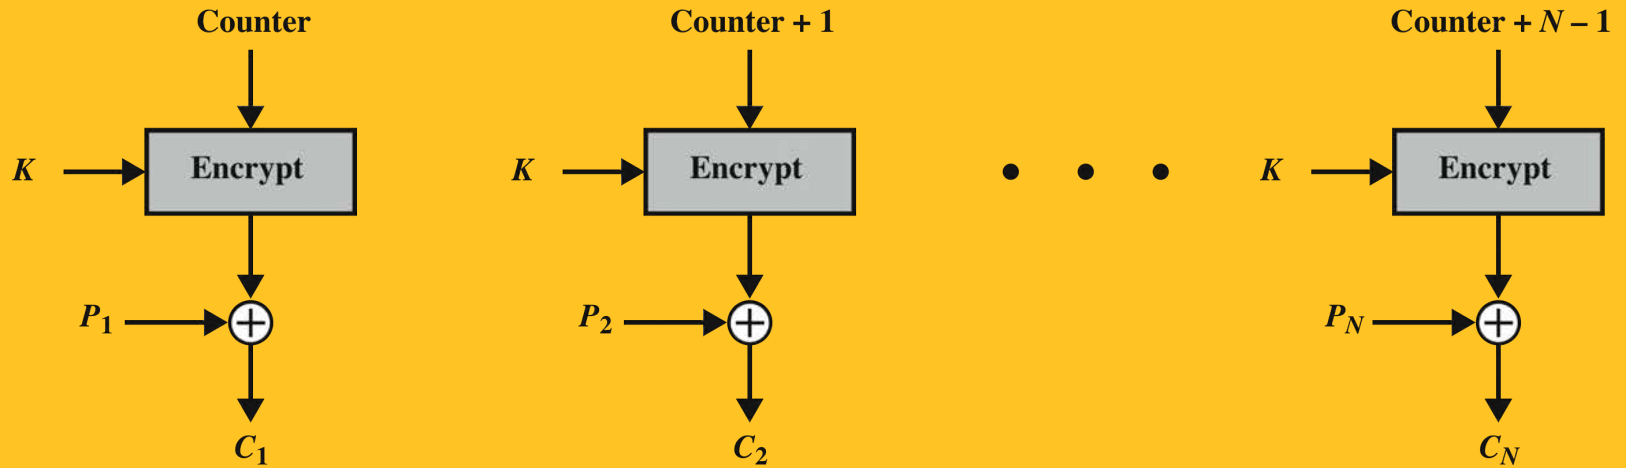 Counter Counter + 1 Counter + N – 1
K Encrypt K Encrypt • • • K Encrypt
P1 P2 PN
C1 C2 CN